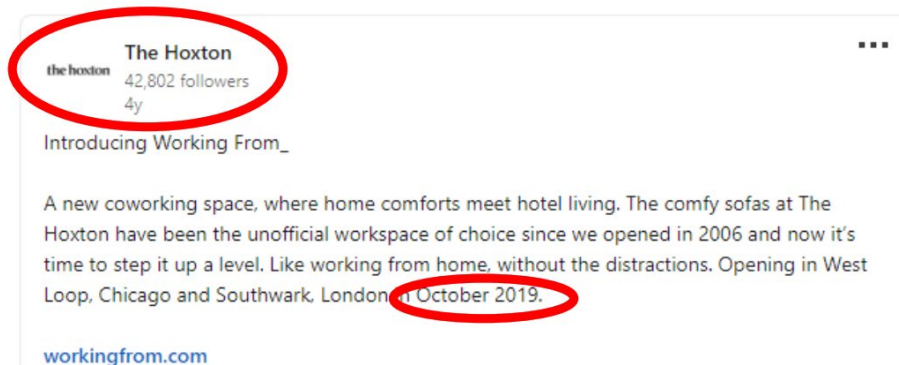 the hoxton
The Hoxton
42,802 followers
4y
Introducing Working From_
A new coworking space, where home comforts meet hotel living. The comfy sofas at The
Hoxton have been the unofficial workspace of choice since we opened in 2006 and now it's
time to step it up a level. Like working from home, without the distractions. Opening in West
Loop, Chicago and Southwark, London in October 2019.
workingfrom.com